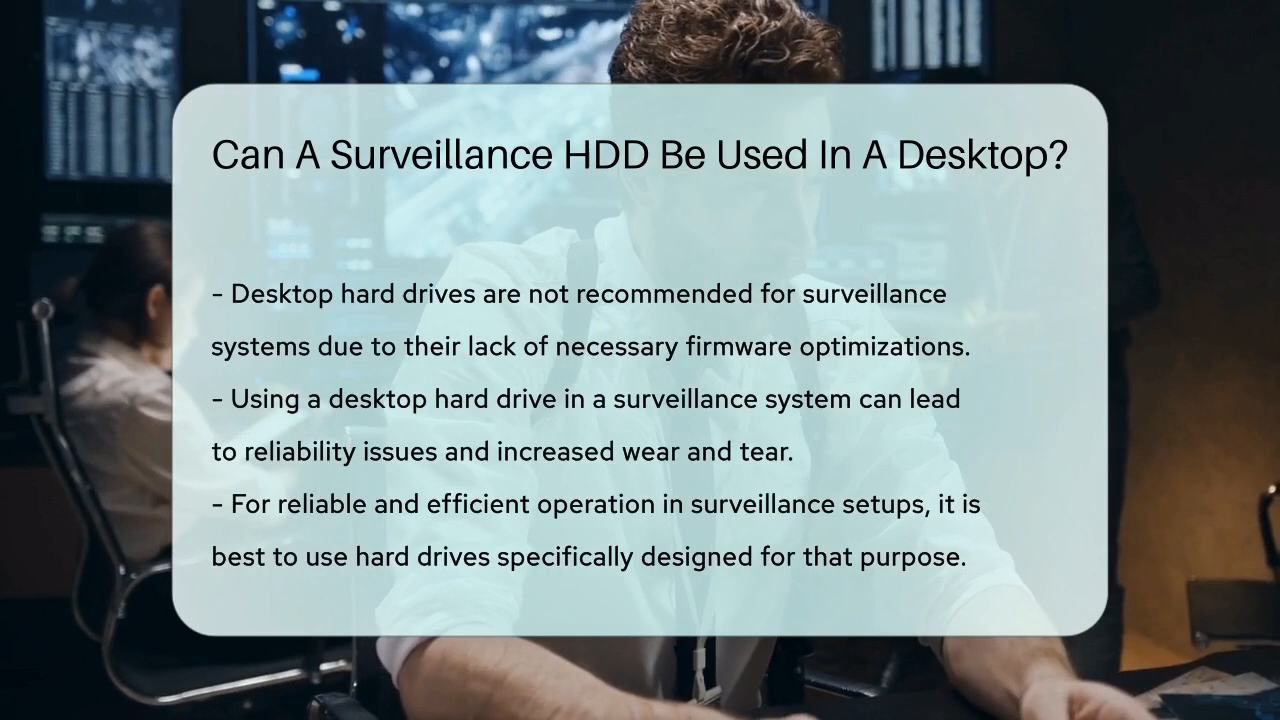 Can A Surveillance HDD Be Used In A Desktop?
- Desktop hard drives are not recommended for surveillance
systems due to their lack of necessary firmware optimizations.
- Using a desktop hard drive in a surveillance system can lead
to reliability issues and increased wear and tear.
- For reliable and efficient operation in surveillance setups, it is
best to use hard drives specifically designed for that purpose.